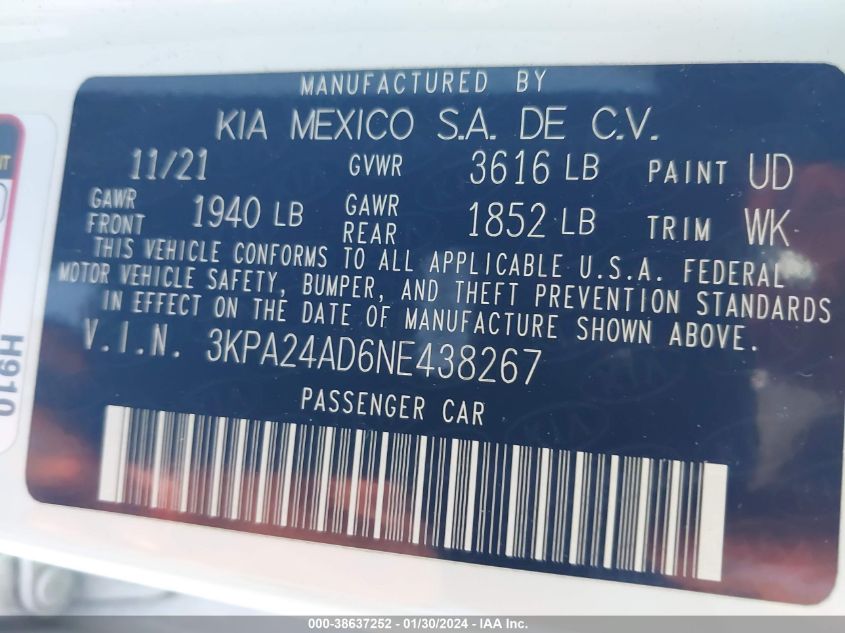 MANUFACTURED BY
KIA MEXICO S.A. DE C.V.
11/21 GVWR 3616 LB PAINT UD
GAWR FRONT 1940 LB GAWR REAR 1852 LB TRIM WK
THIS VEHICLE CONFORMS TO ALL APPLICABLE U.S.A. FEDERAL
MOTOR VEHICLE SAFETY, BUMPER, AND THEFT PREVENTION STANDARDS
IN EFFECT ON THE DATE OF MANUFACTURE SHOWN ABOVE.
V.I.N. 3KPA24AD6NE438267
PASSENGER CAR
H910
000-38637252 - 01/30/2024 - IAA Inc.